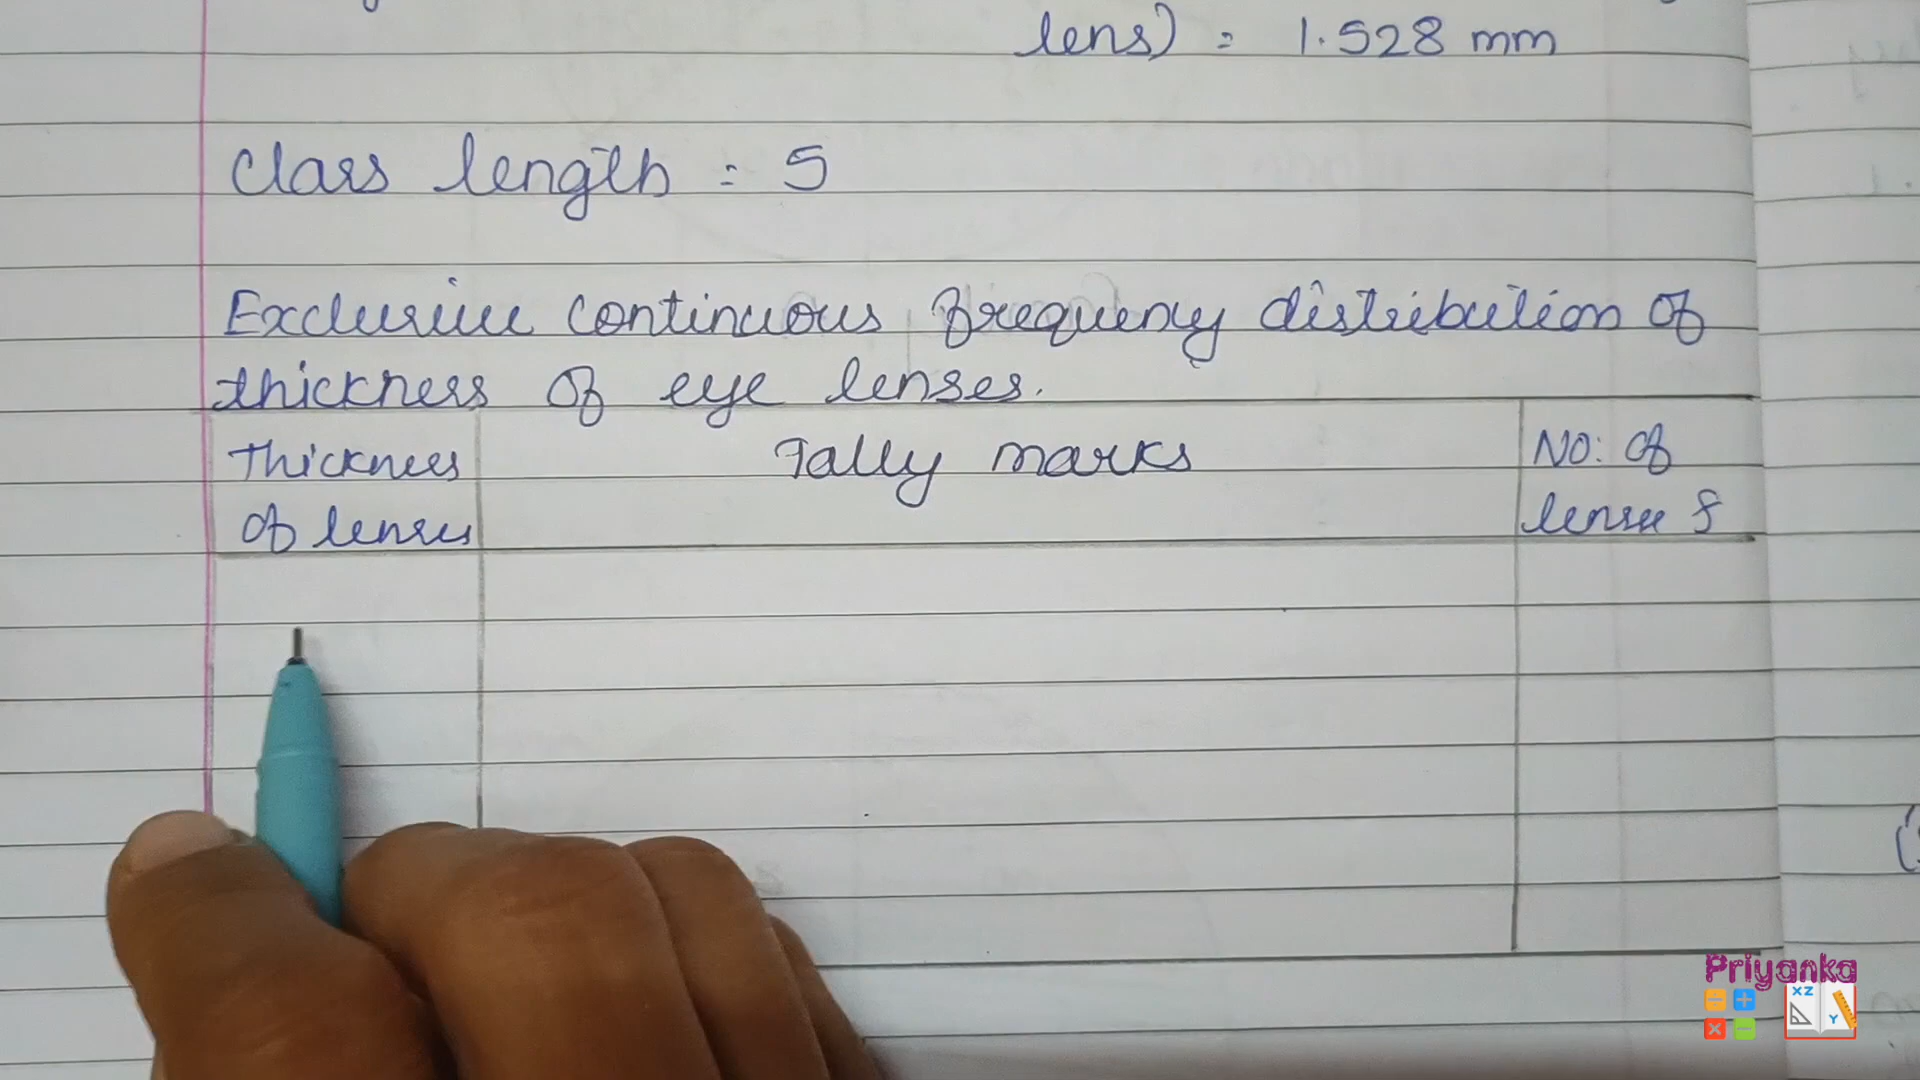 lens) = 1.528 mm
Class length = 5
Exclusive continuous frequency distribution of
thickness of eye lenses.
Thickness
of lenses
Tally marks
No: of
lenses f
Priyanka
XZ
Y